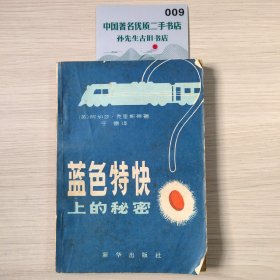 009
中国著名优质二手书店
孙先生古旧书店
(英)阿加莎·克里斯蒂著
于 德译
蓝色特快
上的秘密
新华出版社